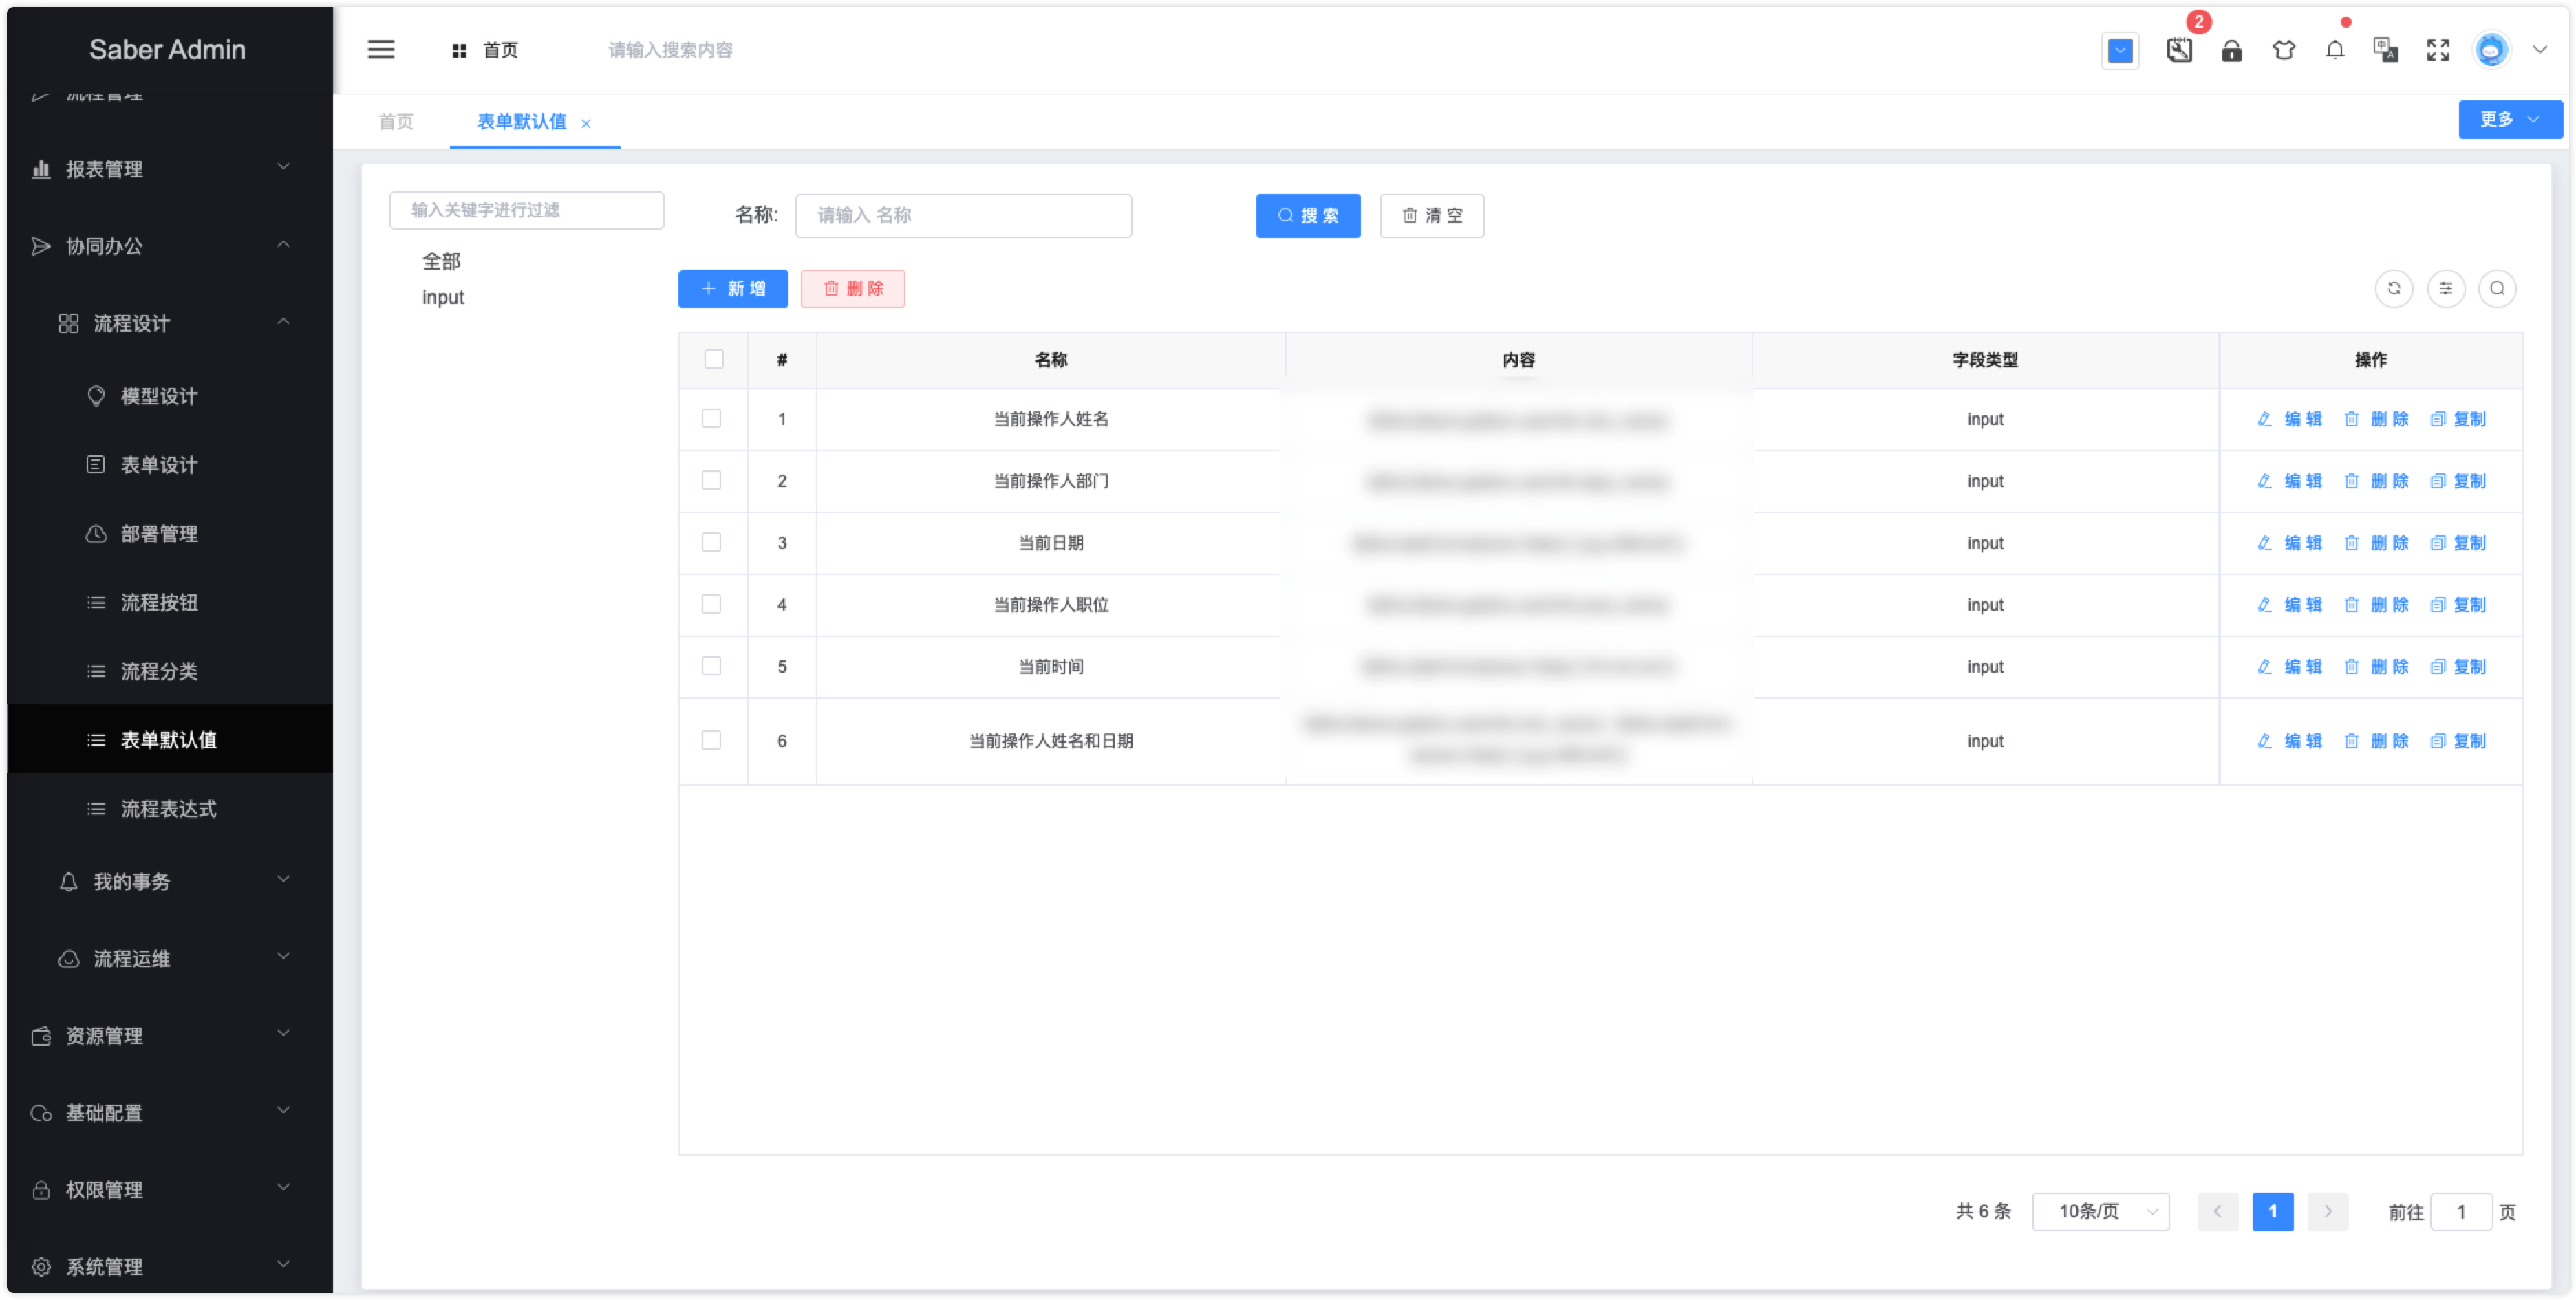 Saber Admin
首页
请输入搜索内容
2
流程管理
报表管理
协同办公
流程设计
模型设计
表单设计
部署管理
流程按钮
流程分类
表单默认值
流程表达式
我的事务
流程运维
资源管理
基础配置
权限管理
系统管理
首页 表单默认值
更多
输入关键字进行过滤
全部
input
名称: 请输入 名称 搜 索 清 空
新 增 删 除
# 名称 内容 字段类型 操作
1 当前操作人姓名 input 编 辑 删 除 复制
2 当前操作人部门 input 编 辑 删 除 复制
3 当前日期 input 编 辑 删 除 复制
4 当前操作人职位 input 编 辑 删 除 复制
5 当前时间 input 编 辑 删 除 复制
6 当前操作人姓名和日期 input 编 辑 删 除 复制
共 6 条 10条/页 1 前往 1 页